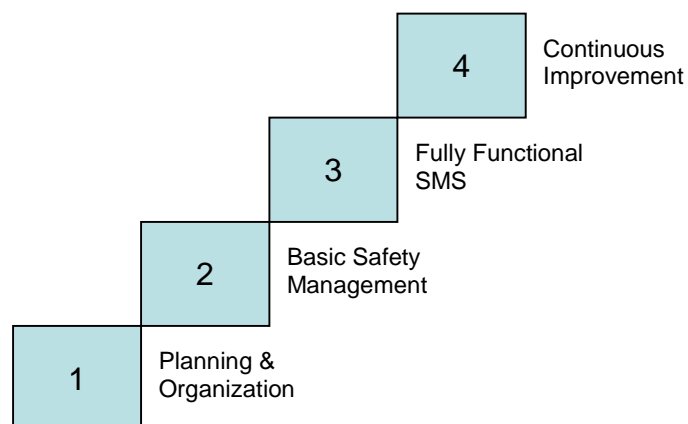 4
Continuous
Improvement
3
Fully Functional
SMS
2
Basic Safety
Management
1
Planning &
Organization